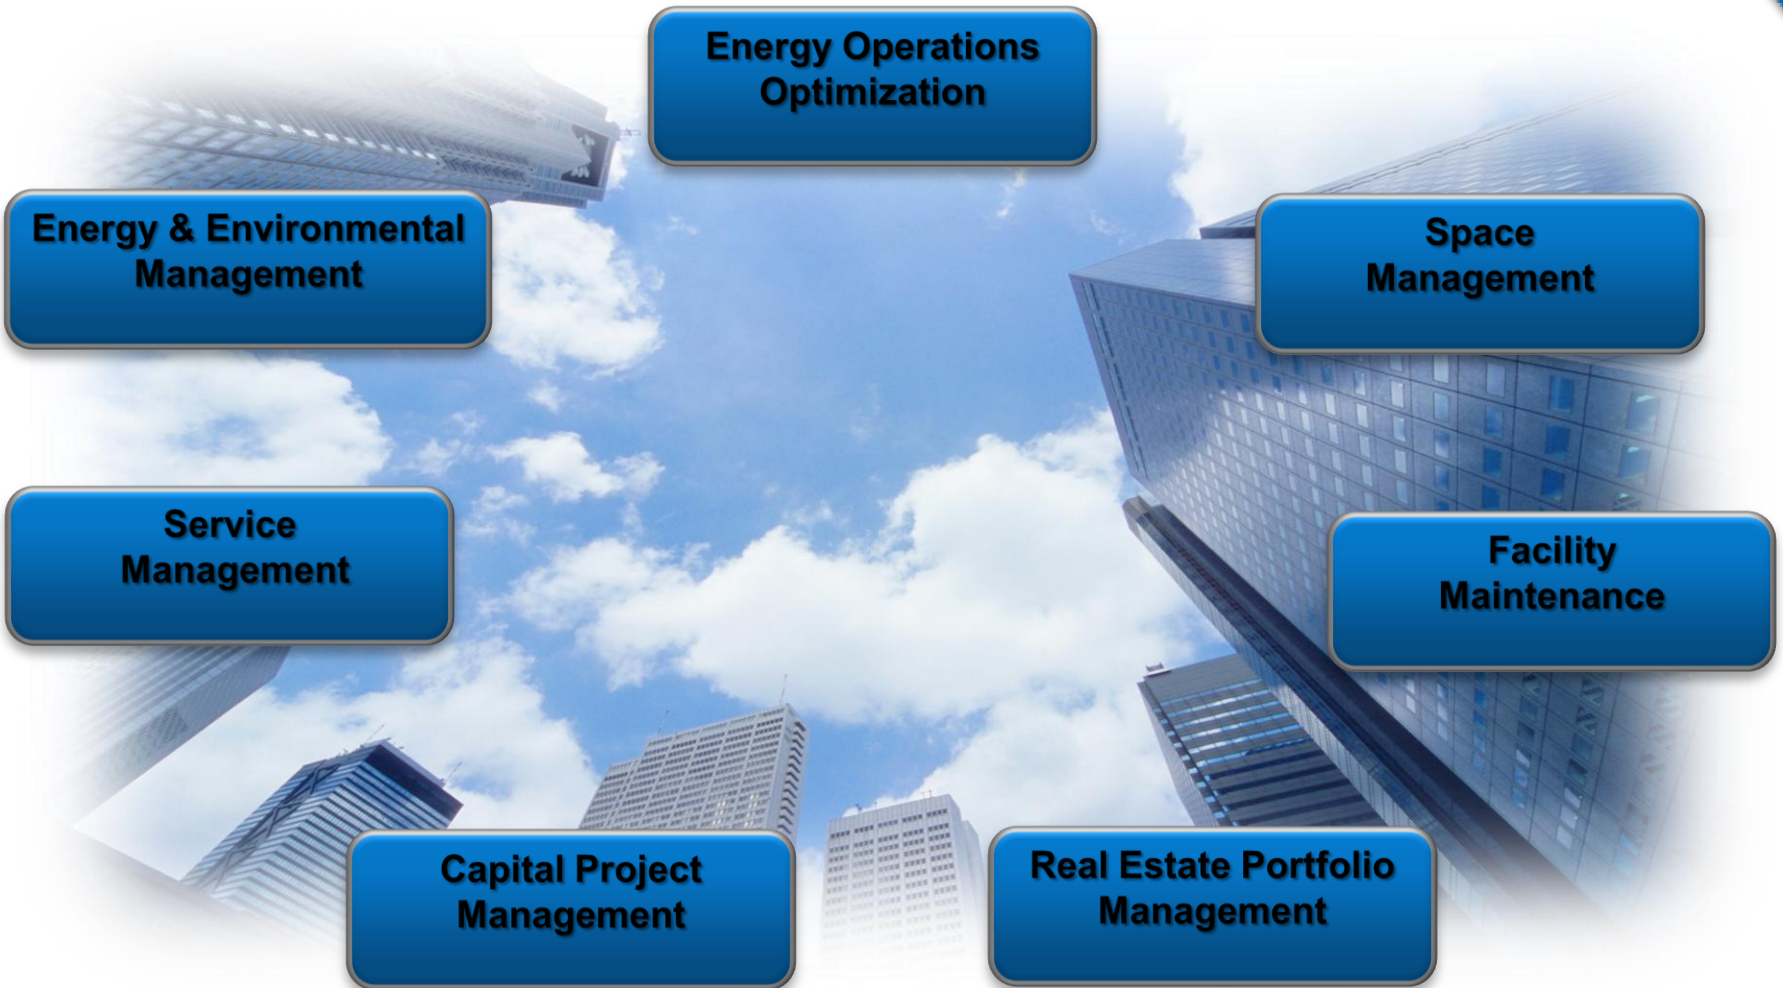 Energy Operations
Optimization
Energy & Environmental
Management
Space
Management
Service
Management
Facility
Maintenance
Capital Project
Management
Real Estate Portfolio
Management